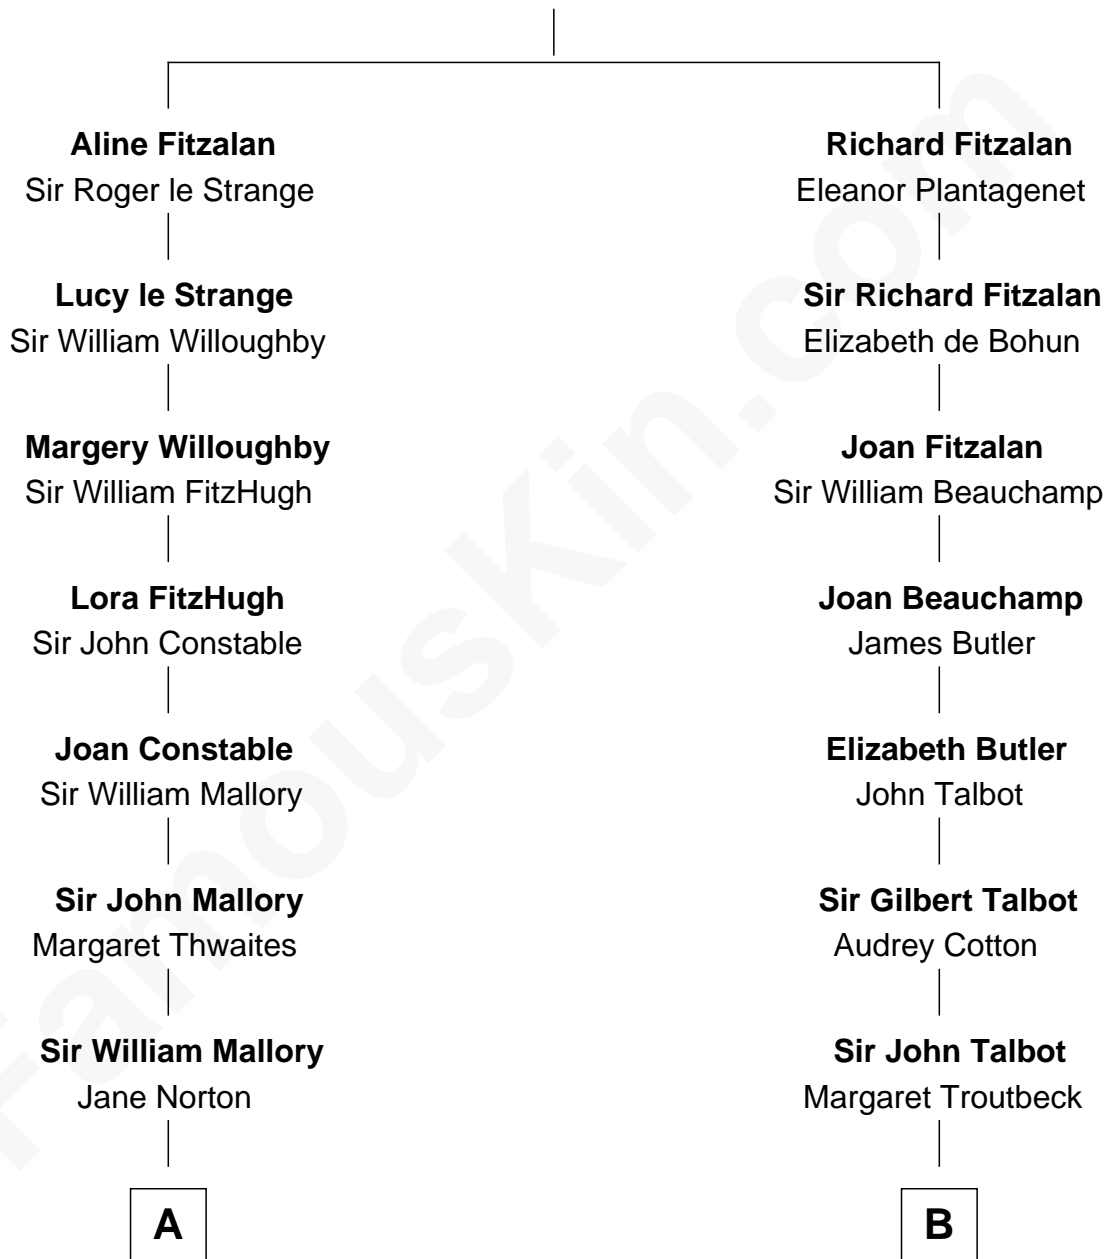 Aline Fitzalan
Sir Roger le Strange
Lucy le Strange
Sir William Willoughby
Margery Willoughby
Sir William FitzHugh
Lora FitzHugh
Sir John Constable
Joan Constable
Sir William Mallory
Sir John Mallory
Margaret Thwaites
Sir William Mallory
Jane Norton
A
Richard Fitzalan
Eleanor Plantagenet
Sir Richard Fitzalan
Elizabeth de Bohun
Joan Fitzalan
Sir William Beauchamp
Joan Beauchamp
James Butler
Elizabeth Butler
John Talbot
Sir Gilbert Talbot
Audrey Cotton
Sir John Talbot
Margaret Troutbeck
B
FamousKin.com